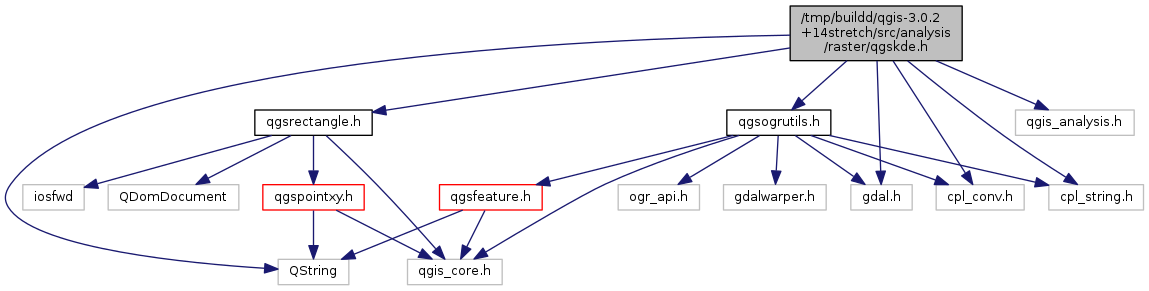 /tmp/buildd/qgis-3.0.2
+14stretch/src/analysis
/raster/qgskde.h
qgsrectangle.h
qgsogrutils.h
qgis_analysis.h
iosfwd
QDomDocument
qgspointxy.h
qgsfeature.h
ogr_api.h
gdalwarper.h
gdal.h
cpl_conv.h
cpl_string.h
QString
qgis_core.h